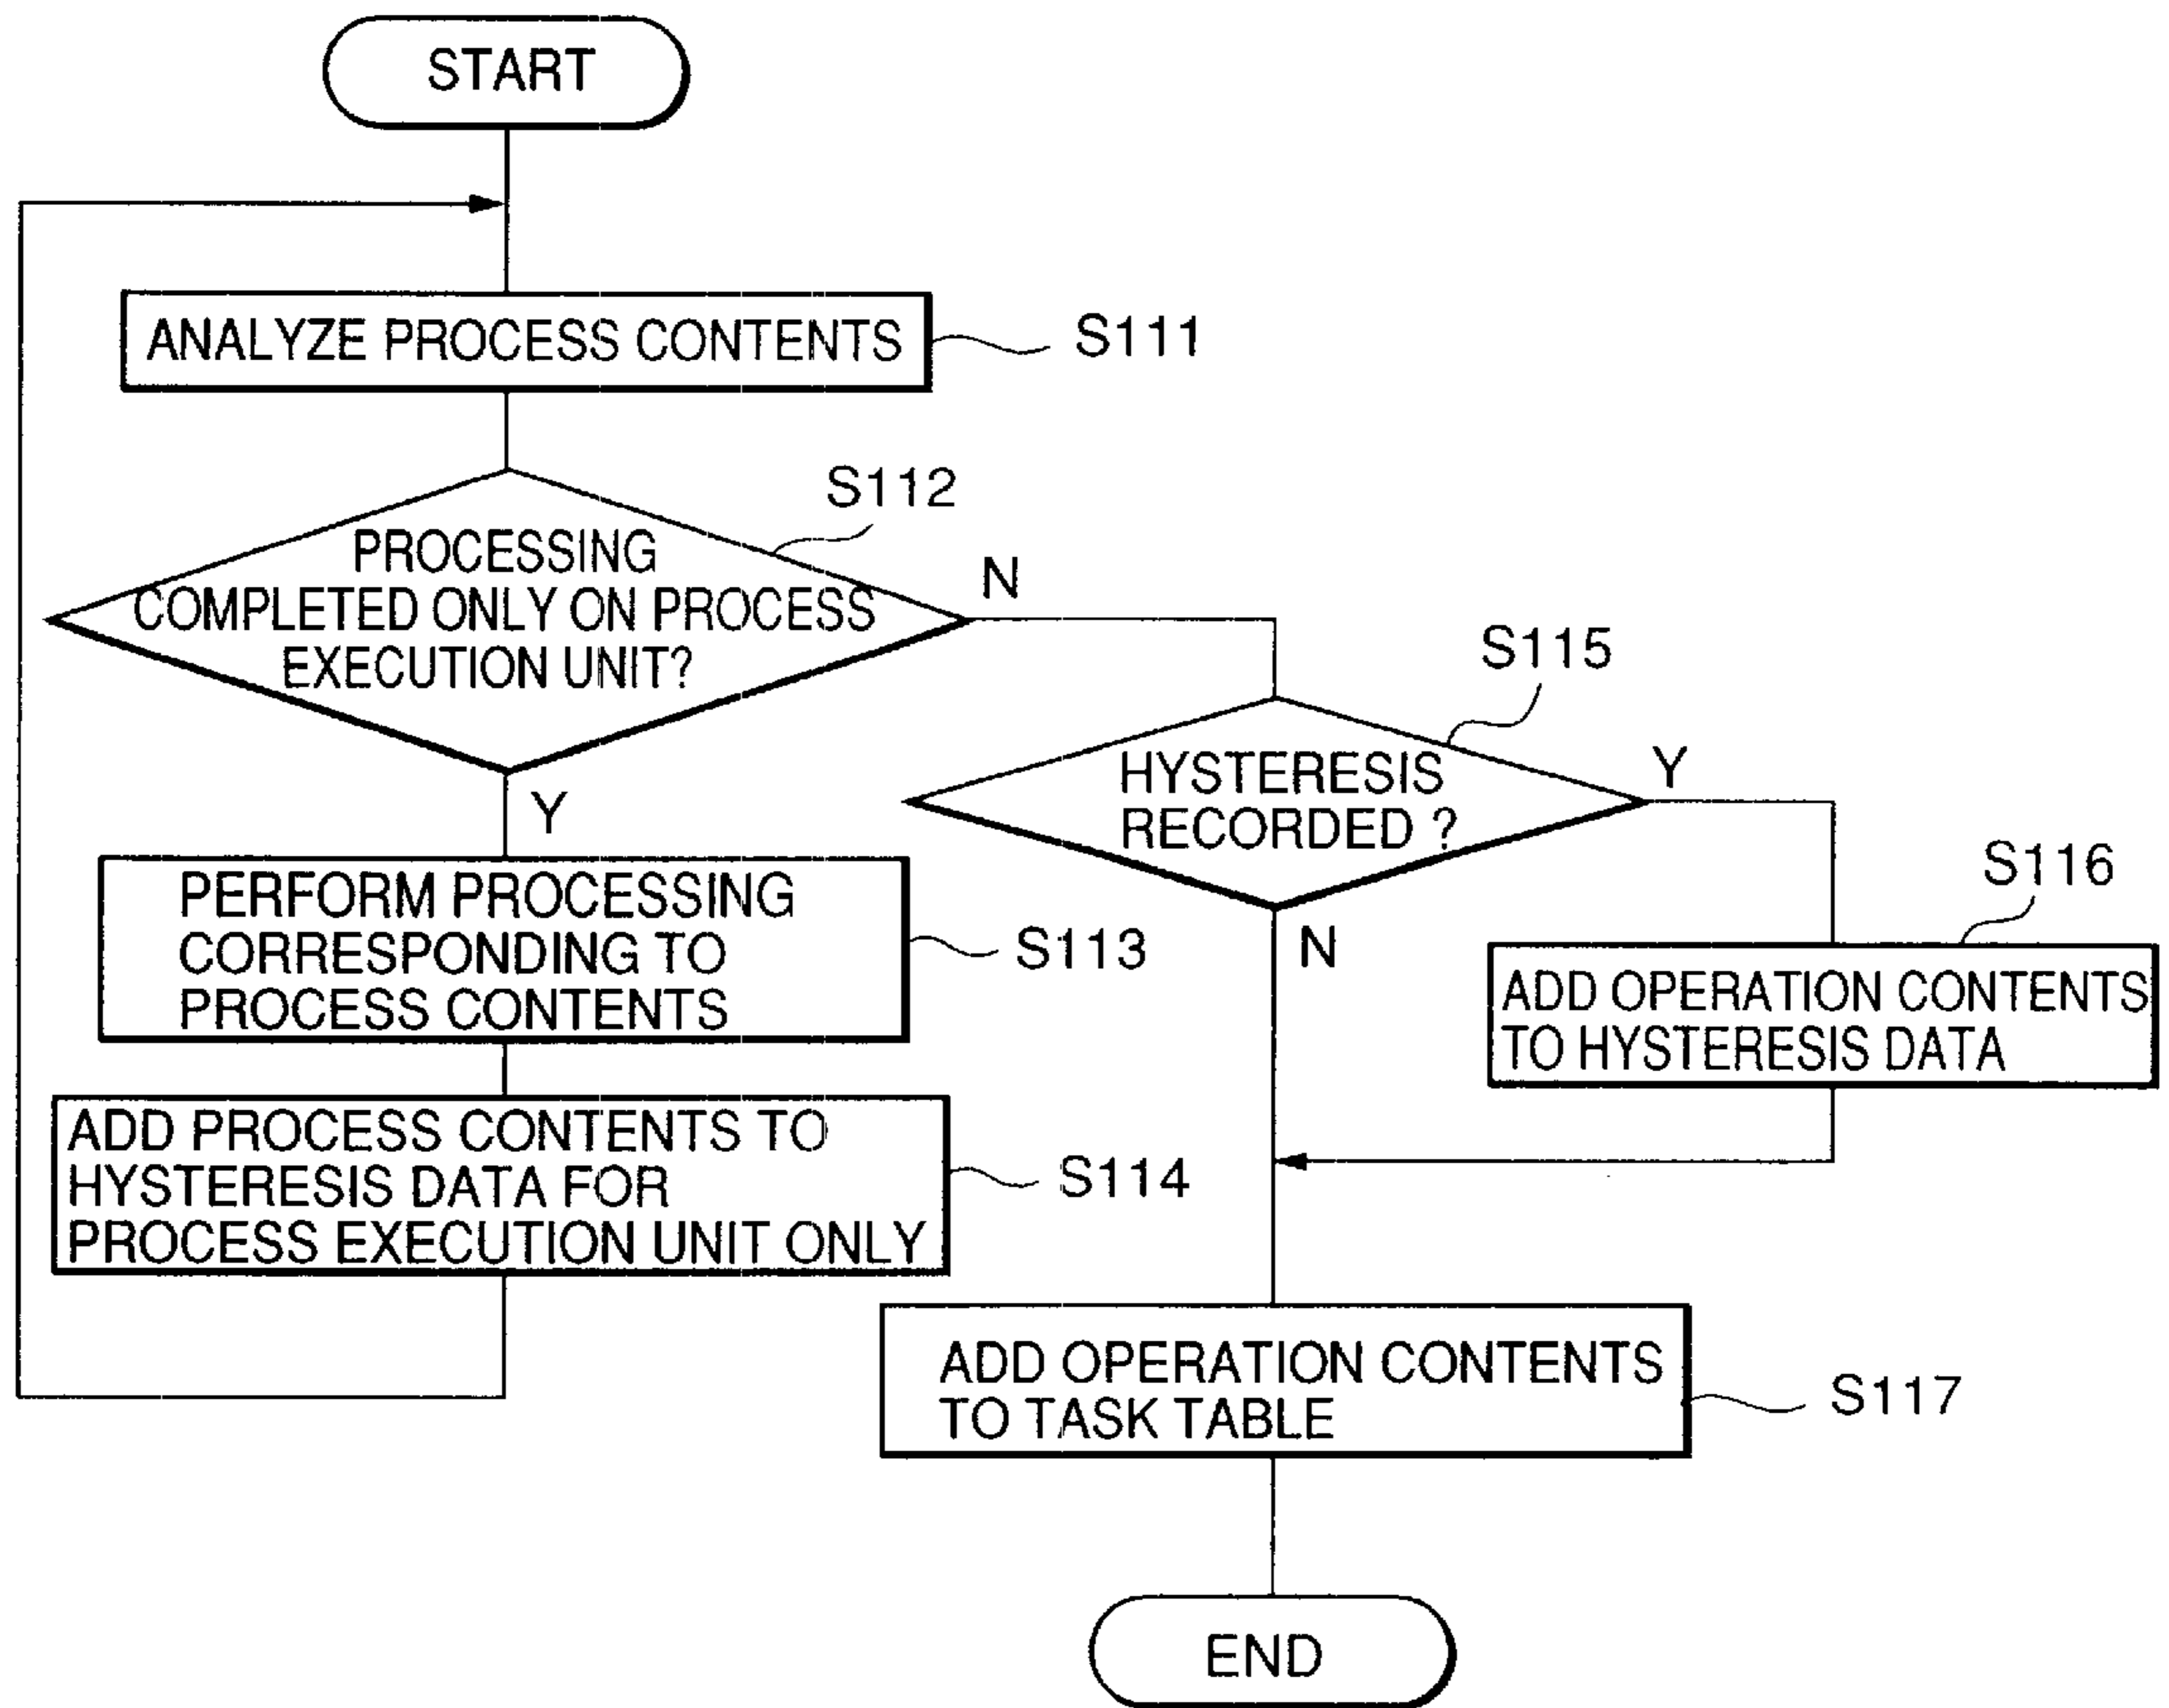 START
ANALYZE PROCESS CONTENTS
S111
S112
PROCESSING
COMPLETED ONLY ON PROCESS
EXECUTION UNIT?
N
Y
S115
HYSTERESIS
RECORDED ?
Y
N
PERFORM PROCESSING
CORRESPONDING TO
PROCESS CONTENTS
S113
S116
ADD OPERATION CONTENTS
TO HYSTERESIS DATA
ADD PROCESS CONTENTS TO
HYSTERESIS DATA FOR
PROCESS EXECUTION UNIT ONLY
S114
ADD OPERATION CONTENTS
TO TASK TABLE
S117
END